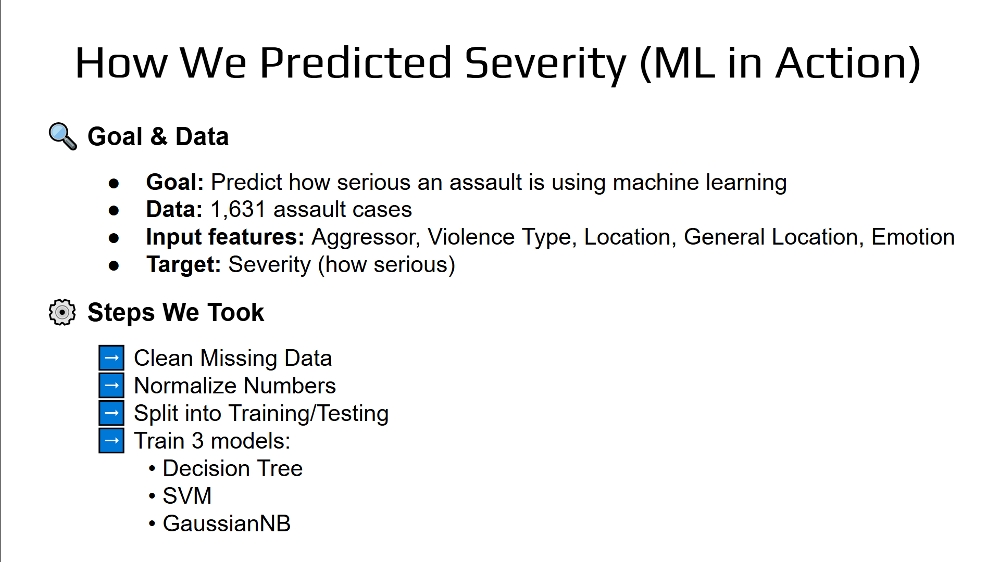 How We Predicted Severity (ML in Action)
🔍 Goal & Data
● Goal: Predict how serious an assault is using machine learning
● Data: 1,631 assault cases
● Input features: Aggressor, Violence Type, Location, General Location, Emotion
● Target: Severity (how serious)
⚙️ Steps We Took
➡️ Clean Missing Data
➡️ Normalize Numbers
➡️ Split into Training/Testing
➡️ Train 3 models:
• Decision Tree
• SVM
• GaussianNB